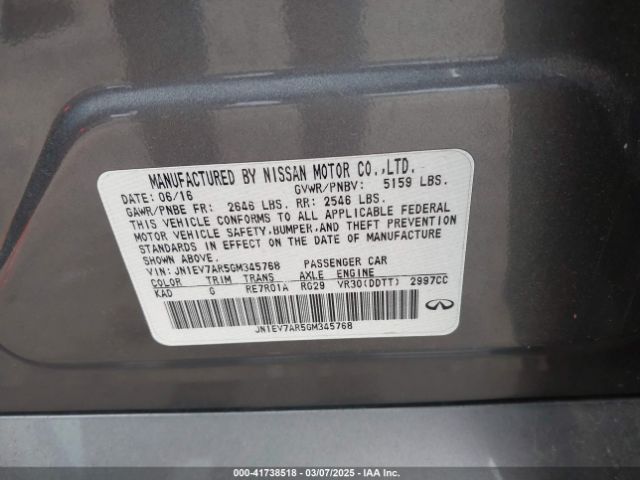 MANUFACTURED BY NISSAN MOTOR CO.,LTD.
DATE: 06/16 GVWR/PNBV: 5159 LBS.
GAWR/PNBE FR: 2646 LBS. RR: 2546 LBS.
THIS VEHICLE CONFORMS TO ALL APPLICABLE FEDERAL
MOTOR VEHICLE SAFETY,BUMPER,AND THEFT PREVENTION
STANDARDS IN EFFECT ON THE DATE OF MANUFACTURE
SHOWN ABOVE.
VIN: JN1EV7AR5GM345768 PASSENGER CAR
COLOR TRIM TRANS AXLE ENGINE
KAD G RE7R01A RG29 VR30(DDTT) 2997CC
JN1EV7AR5GM345768
000-41738518 | 03/07/2025 | IAA Inc.